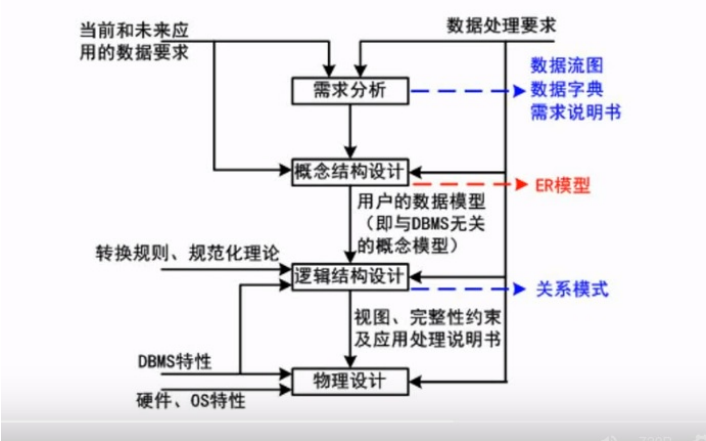 当前和未来应
用的数据要求
数据处理要求
需求分析
数据流图
数据字典
需求说明书
概念结构设计
ER模型
用户的数据模型
(即与DBMS无关
的概念模型)
转换规则、规范化理论
逻辑结构设计
关系模式
视图、完整性约束
及应用处理说明书
DBMS特性
物理设计
硬件、OS特性